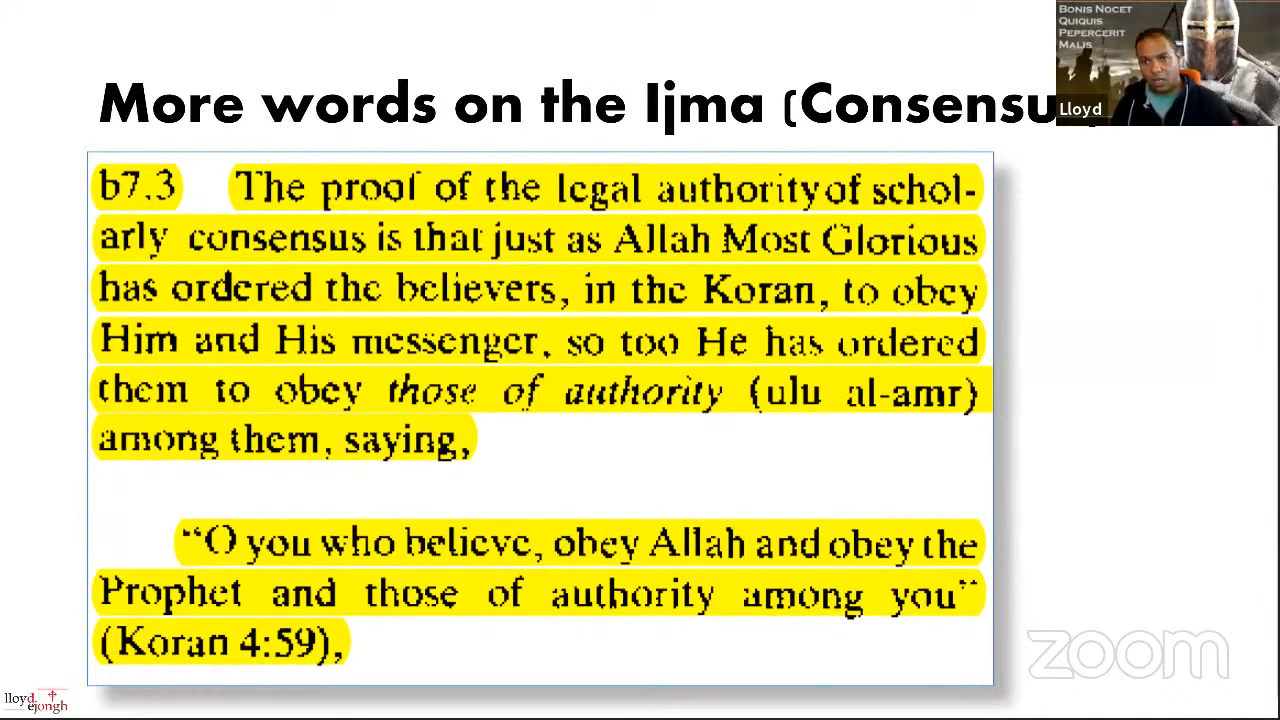 BONIS NOCET
QUIQUIS
PEPERCERIT
MALIS
Lloyd
More words on the Ijma (Consensu
b7.3 The proof of the legal authority of schol-
arly consensus is that just as Allah Most Glorious
has ordered the believers, in the Koran, to obey
Him and His messenger, so too He has ordered
them to obey those of authority (ulu al-amr)
among them, saying,
“O you who believe, obey Allah and obey the
Prophet and those of authority among you”
(Koran 4:59),
zoom
lloyd
ejongh